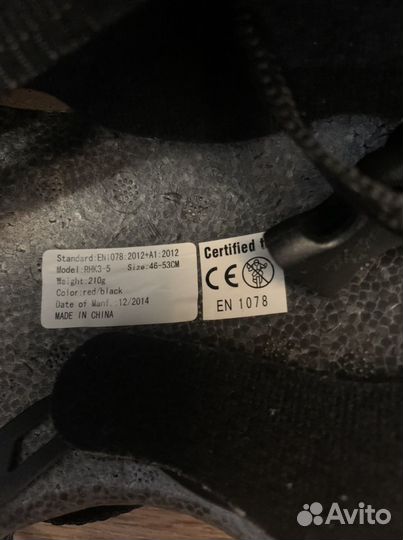 Standard:EN1078:2012+A1:2012
Model:RHK3-5 Size:46-53CM
Weight:210g
Color:red/black
Date of Manf.:12/2014
MADE IN CHINA
Certified
CE
EN 1078
Avito